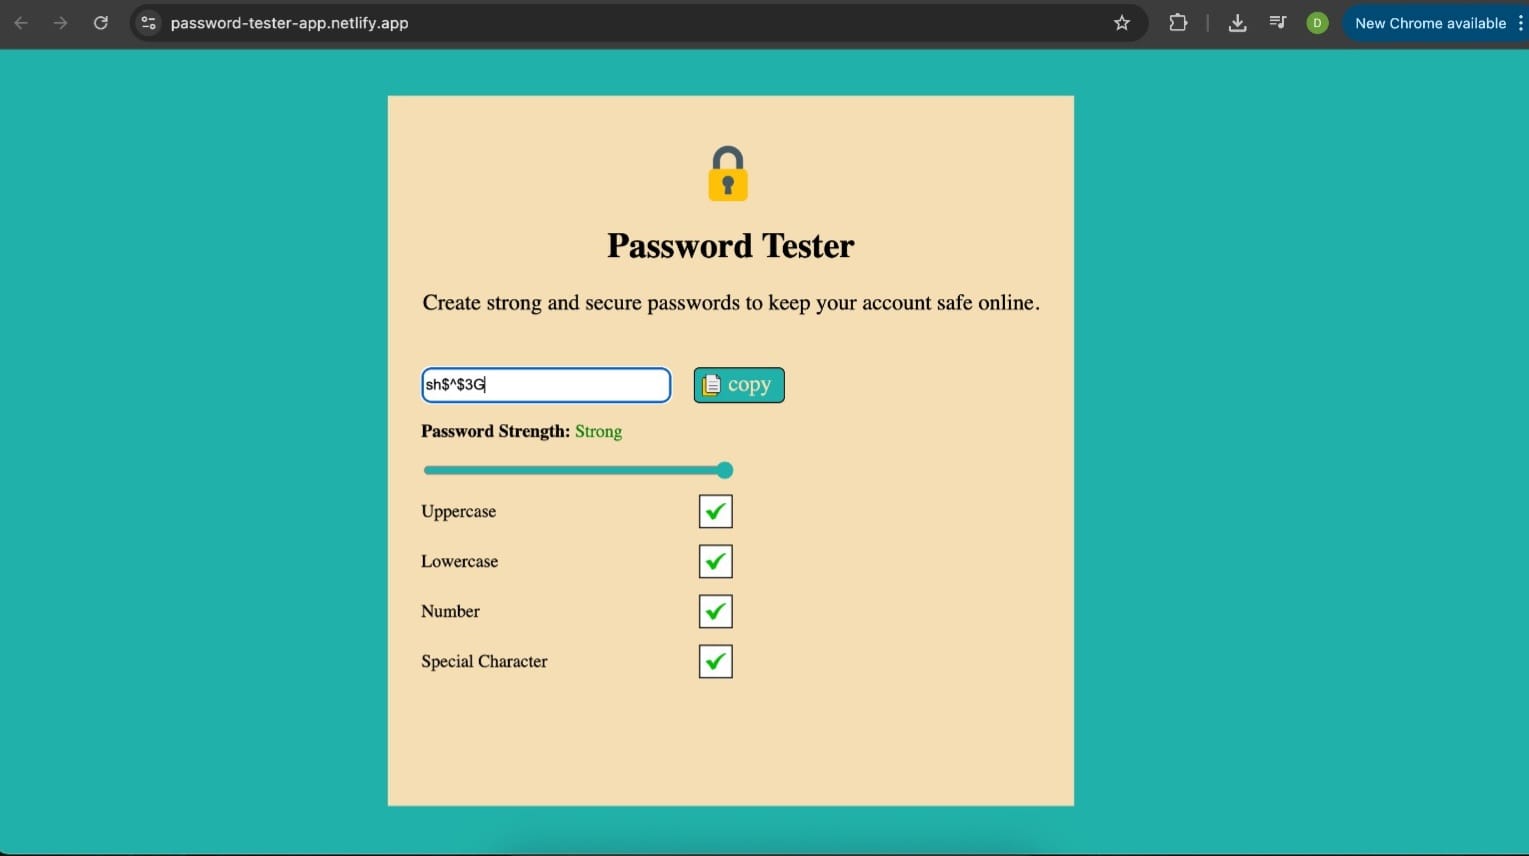 password-tester-app.netlify.app
D
New Chrome available
Password Tester
Create strong and secure passwords to keep your account safe online.
sh$^$3G
copy
Password Strength: Strong
Uppercase
Lowercase
Number
Special Character